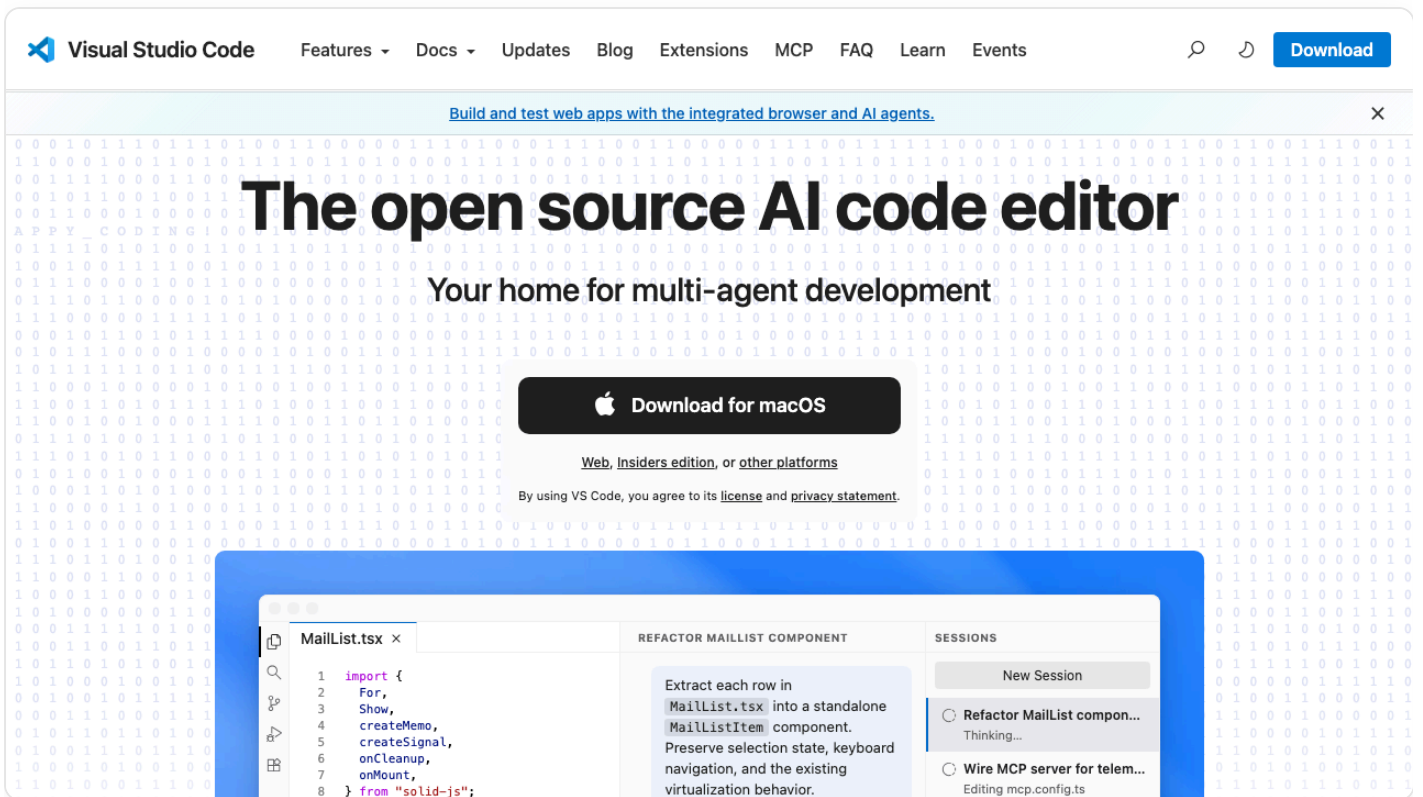 Visual Studio Code Features Docs Updates Blog Extensions MCP FAQ Learn Events Download
Build and test web apps with the integrated browser and AI agents.
The open source AI code editor
APPY_CODING!
Your home for multi-agent development
Download for macOS
Web, Insiders edition, or other platforms
By using VS Code, you agree to its license and privacy statement.
MailList.tsx
1 import {
2 For,
3 Show,
4 createMemo,
5 createSignal,
6 onCleanup,
7 onMount,
8 } from "solid-js";
REFACTOR MAILLIST COMPONENT
Extract each row in
MailList.tsx into a standalone
MailListItem component.
Preserve selection state, keyboard
navigation, and the existing
virtualization behavior.
SESSIONS
New Session
Refactor MailList compon...
Thinking...
Wire MCP server for telem...
Editing mcp.config.ts